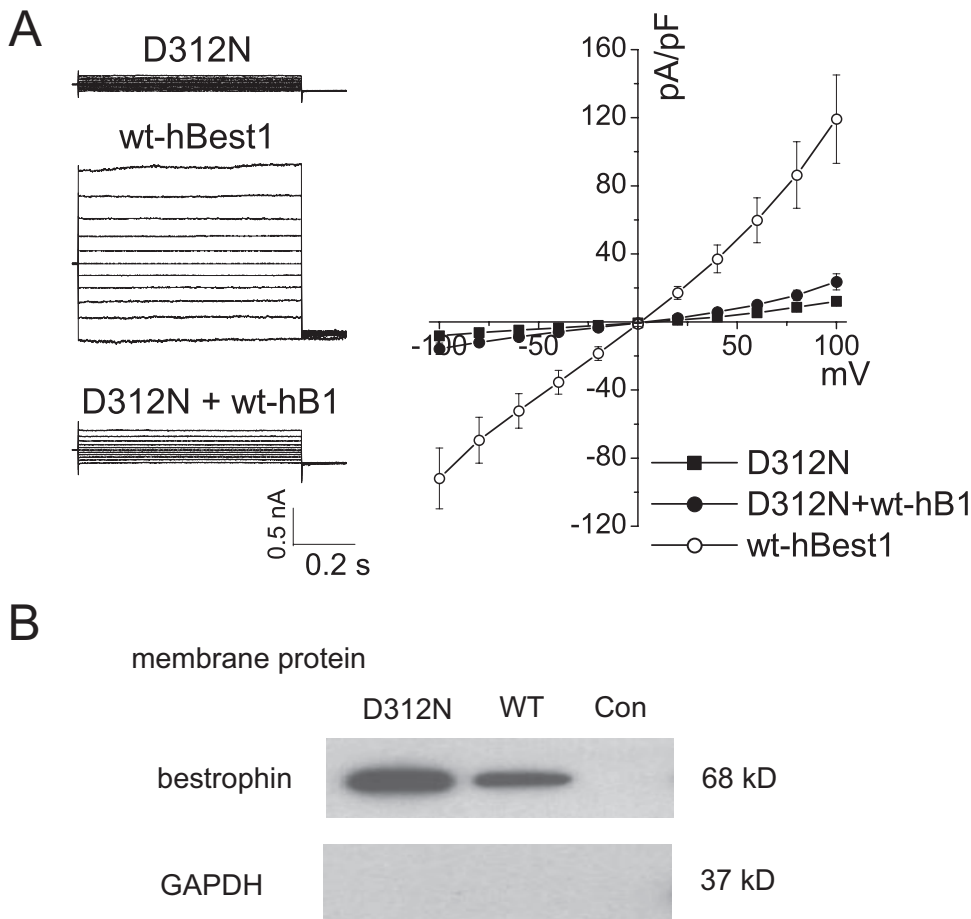 A
D312N
wt-hBest1
D312N + wt-hB1
0.5 nA
0.2 s
pA/pF
160
120
80
40
-100
-50
50
100
mV
-40
-80
-120
D312N
D312N+wt-hB1
wt-hBest1
B
membrane protein
D312N WT Con
bestrophin 68 kD
GAPDH 37 kD